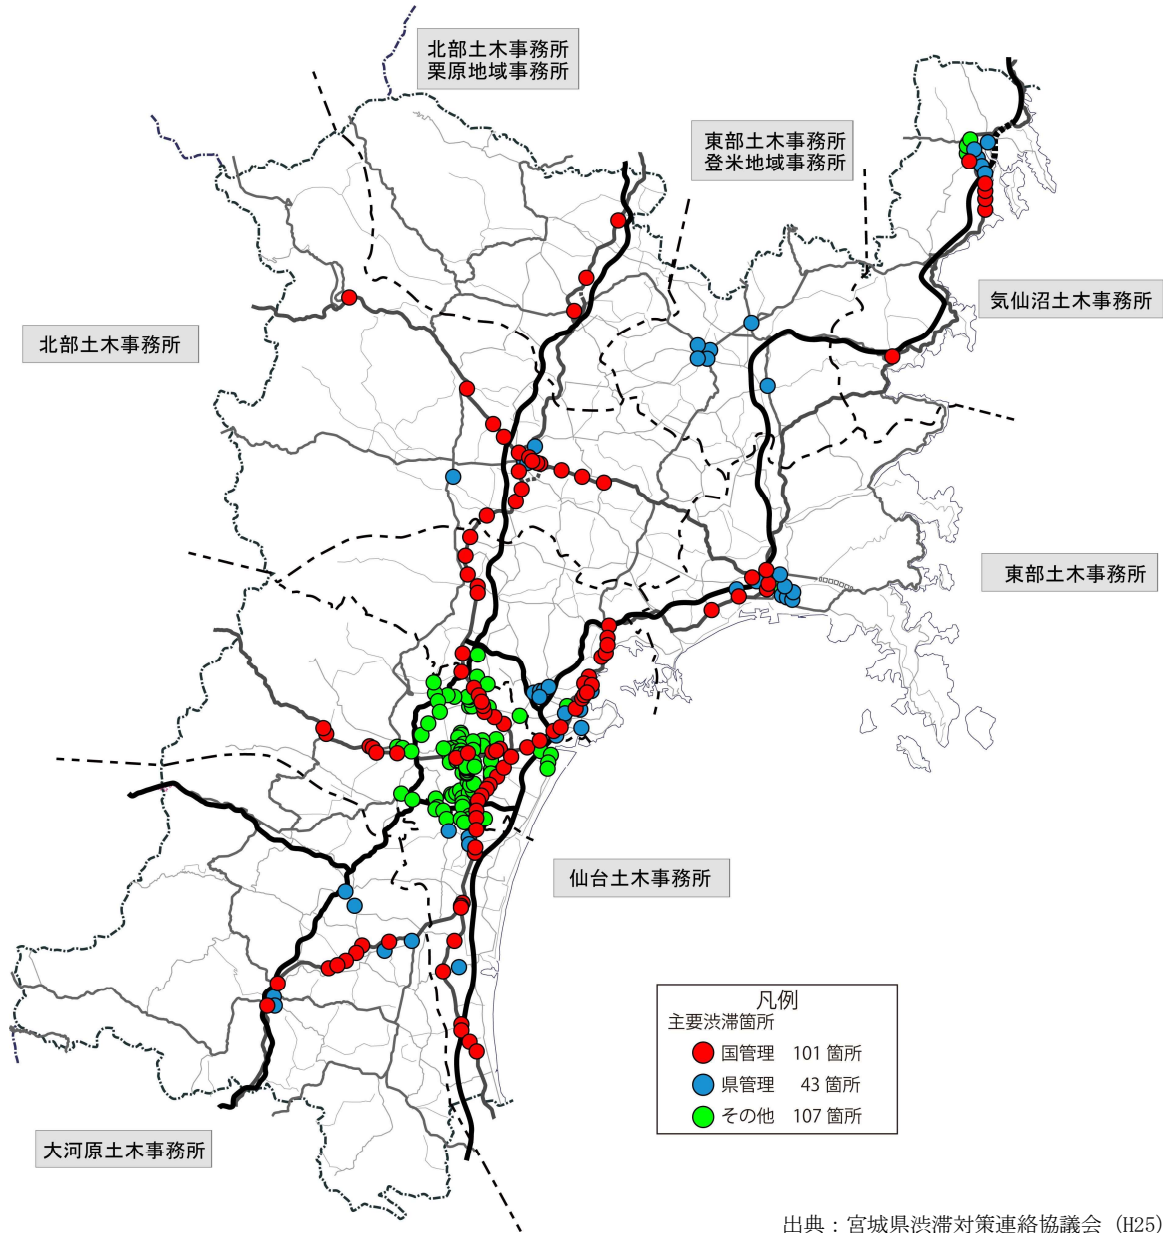 北部土木事務所
栗原地域事務所
東部土木事務所
登米地域事務所
気仙沼土木事務所
北部土木事務所
東部土木事務所
仙台土木事務所
凡例
主要渋滞箇所
国管理 101 箇所
県管理 43 箇所
その他 107 箇所
大河原土木事務所
出典：宮城県渋滞対策連絡協議会 (H25)